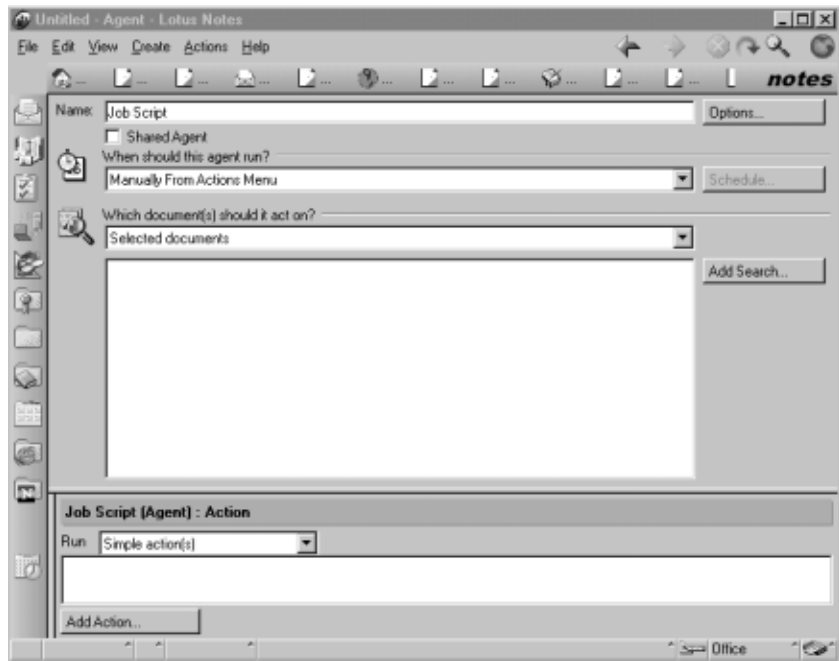 Untitled - Agent - Lotus Notes
File Edit View Create Actions Help
... ... ... ... ... ... ... ... ... ... ... notes
Name: Job Script Options...
Shared Agent
When should this agent run?
Manually From Actions Menu Schedule...
Which document(s) should it act on?
Selected documents
Add Search...
Job Script (Agent) : Action
Run Simple action(s)
Add Action...
Office